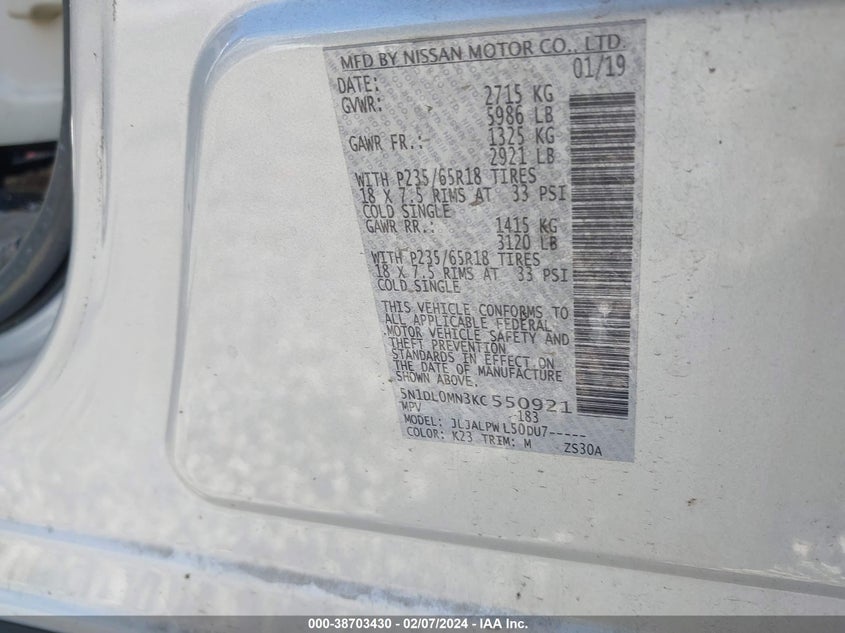 MFD BY NISSAN MOTOR CO., LTD.
DATE: 01/19
GVWR: 2715 KG
5986 LB
GAWR FR.: 1325 KG
2921 LB
WITH P235/65R18 TIRES
18 X 7.5 RIMS AT 33 PSI
COLD SINGLE
GAWR RR.: 1415 KG
3120 LB
WITH P235/65R18 TIRES
18 X 7.5 RIMS AT 33 PSI
COLD SINGLE
THIS VEHICLE CONFORMS TO
ALL APPLICABLE FEDERAL
MOTOR VEHICLE SAFETY AND
THEFT PREVENTION
STANDARDS IN EFFECT ON
THE DATE OF MANUFACTURE
SHOWN ABOVE.
5N1DL0MN3KC550921
MPV -183
MODEL: JLJALPWL50DU7-----
COLOR: K23 TRIM: M ZS30A
000-38703430 - 02/07/2024 - IAA Inc.